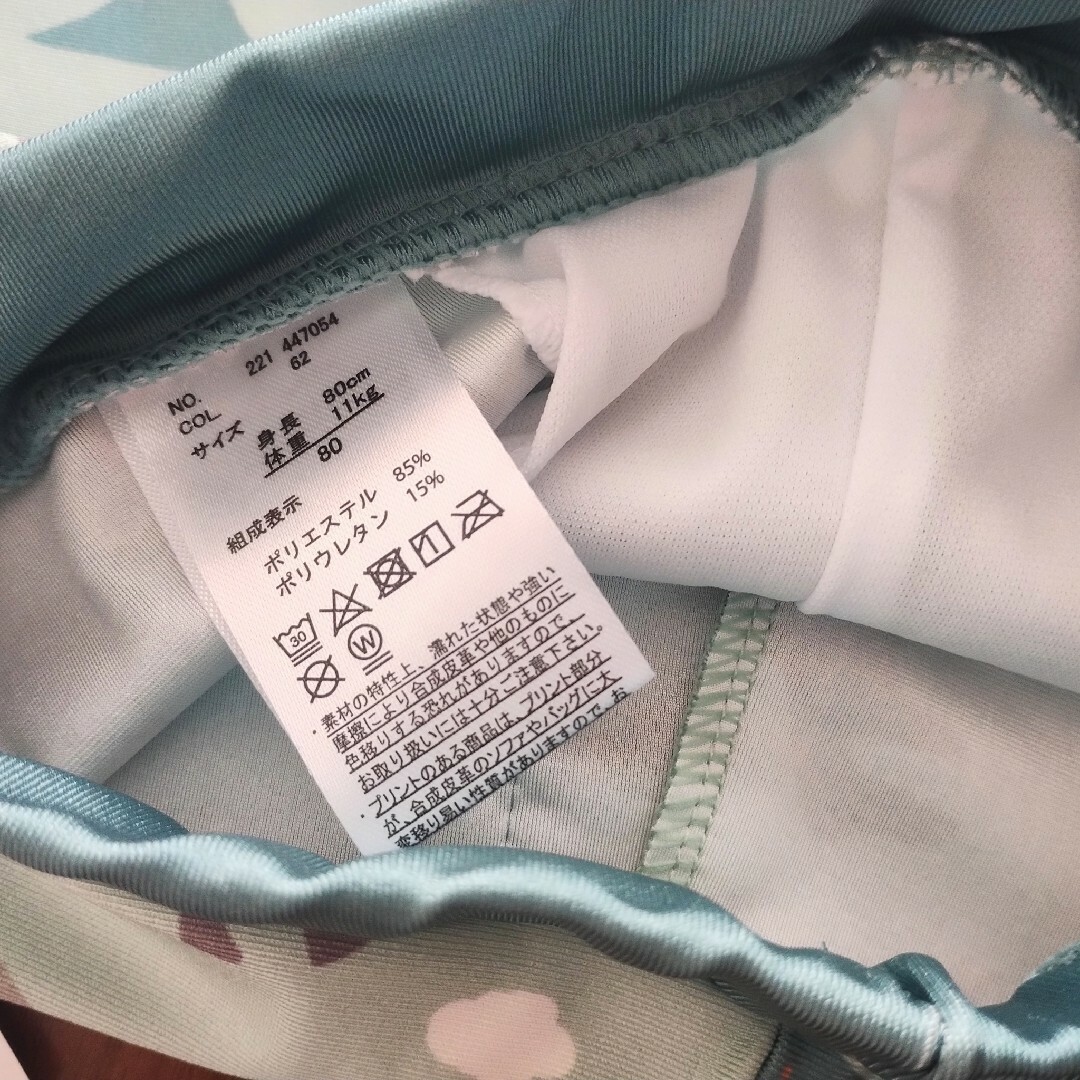 NO. 221 447054
COL 62
サイズ 身長 80cm
体重 11kg
80
組成表示
ポリエステル 85%
ポリウレタン 15%
30
W
・素材の特性上、濡れた状態や強い
摩擦により合成皮革や他のものに
色移りする恐れがありますので、
お取り扱いには十分ご注意下さい。
・プリントのある商品は、プリント部分
が、合成皮革のソファやバッグに大
変移り易い性質がありますので、お